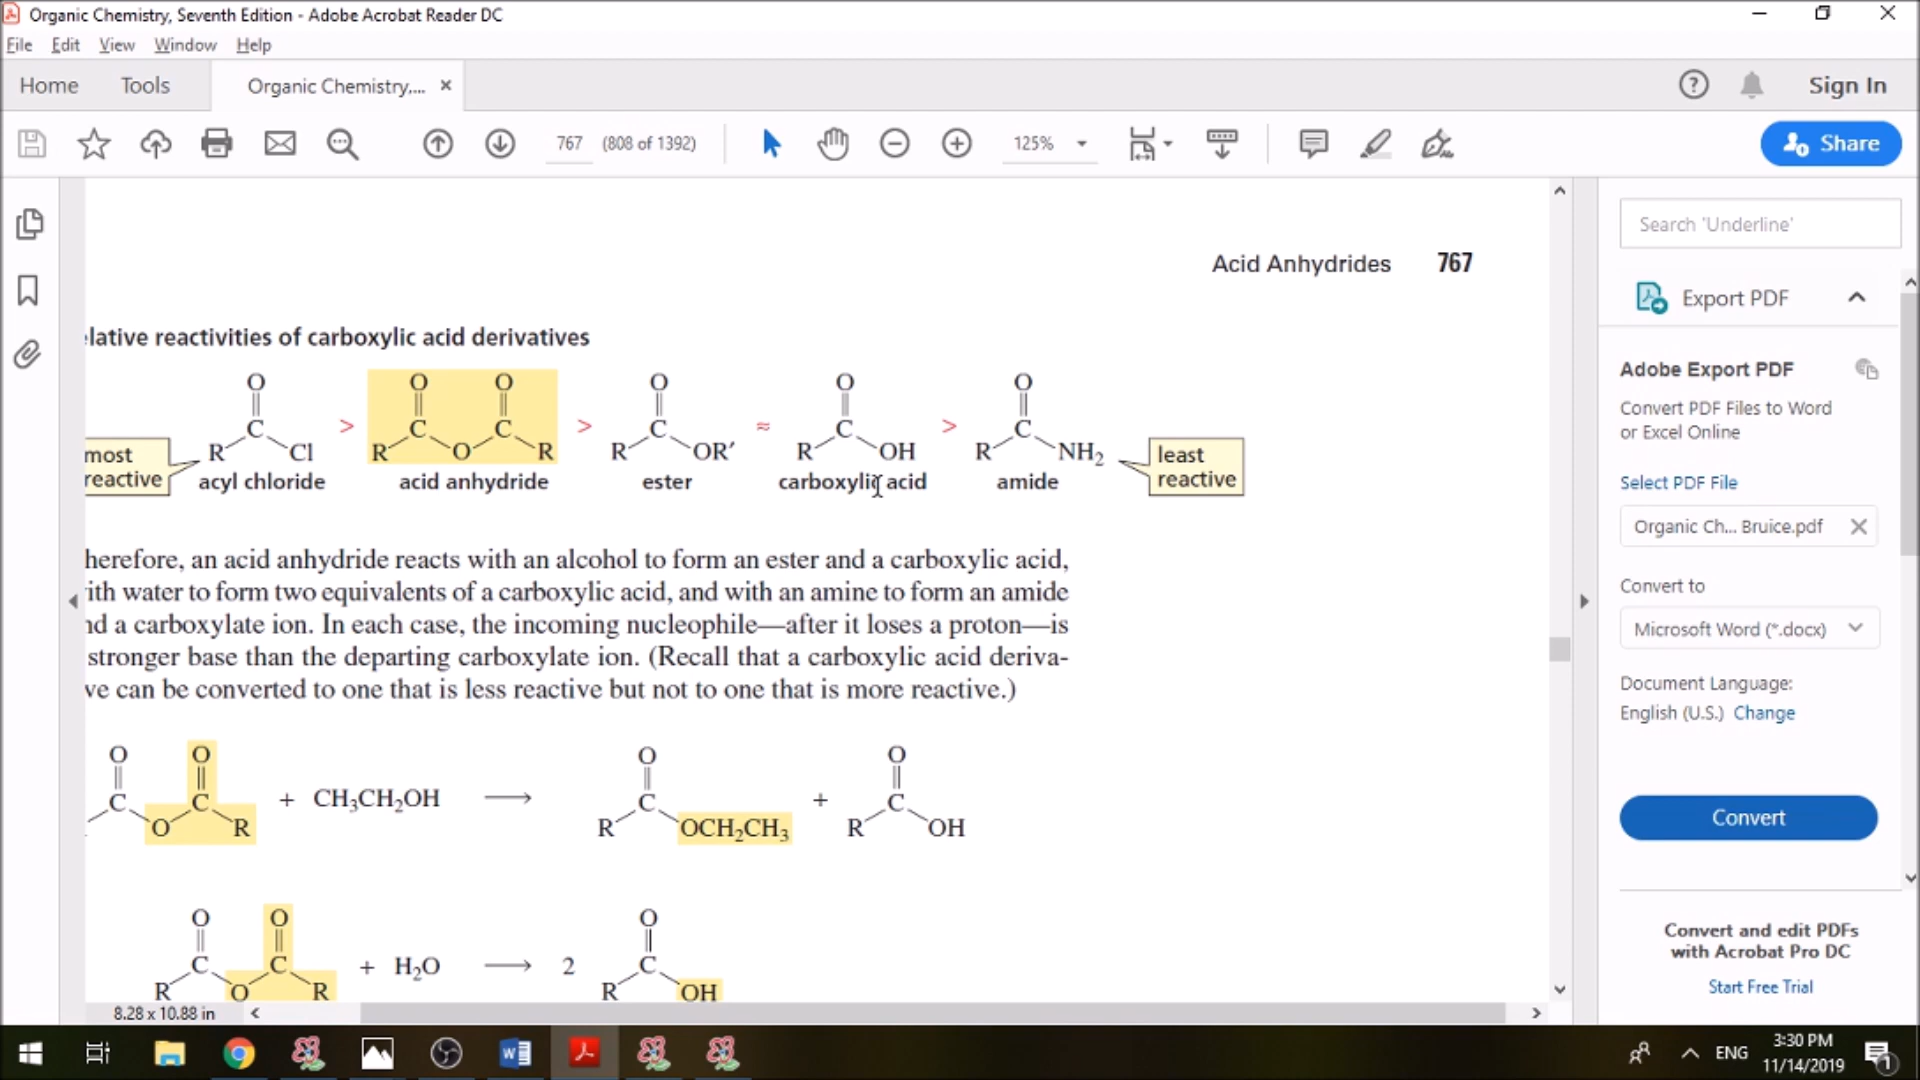 Organic Chemistry, Seventh Edition - Adobe Acrobat Reader DC
File Edit View Window Help
Home Tools Organic Chemistry,... × Sign In
767 (808 of 1392) 125% Share
Search 'Underline'
Acid Anhydrides 767
Export PDF
elative reactivities of carboxylic acid derivatives
Adobe Export PDF
Convert PDF Files to Word
or Excel Online
O O O O O O
C > C C > C ≈ C > C
R Cl R O R R OR′ R OH R NH₂
most
reactive
least
reactive
acyl chloride acid anhydride ester carboxylic acid amide
Select PDF File
Organic Ch... Bruice.pdf
herefore, an acid anhydride reacts with an alcohol to form an ester and a carboxylic acid,
ith water to form two equivalents of a carboxylic acid, and with an amine to form an amide
nd a carboxylate ion. In each case, the incoming nucleophile—after it loses a proton—is
stronger base than the departing carboxylate ion. (Recall that a carboxylic acid deriva-
ve can be converted to one that is less reactive but not to one that is more reactive.)
Convert to
Microsoft Word (*.docx)
Document Language:
English (U.S.) Change
O O O O
C C + CH₃CH₂OH ⟶ C + C
O R R OCH₂CH₃ R OH
Convert
O O O
C C + H₂O ⟶ 2 C
R O R R OH
Convert and edit PDFs
with Acrobat Pro DC
Start Free Trial
8.28 x 10.88 in
ENG
3:30 PM
11/14/2019
1